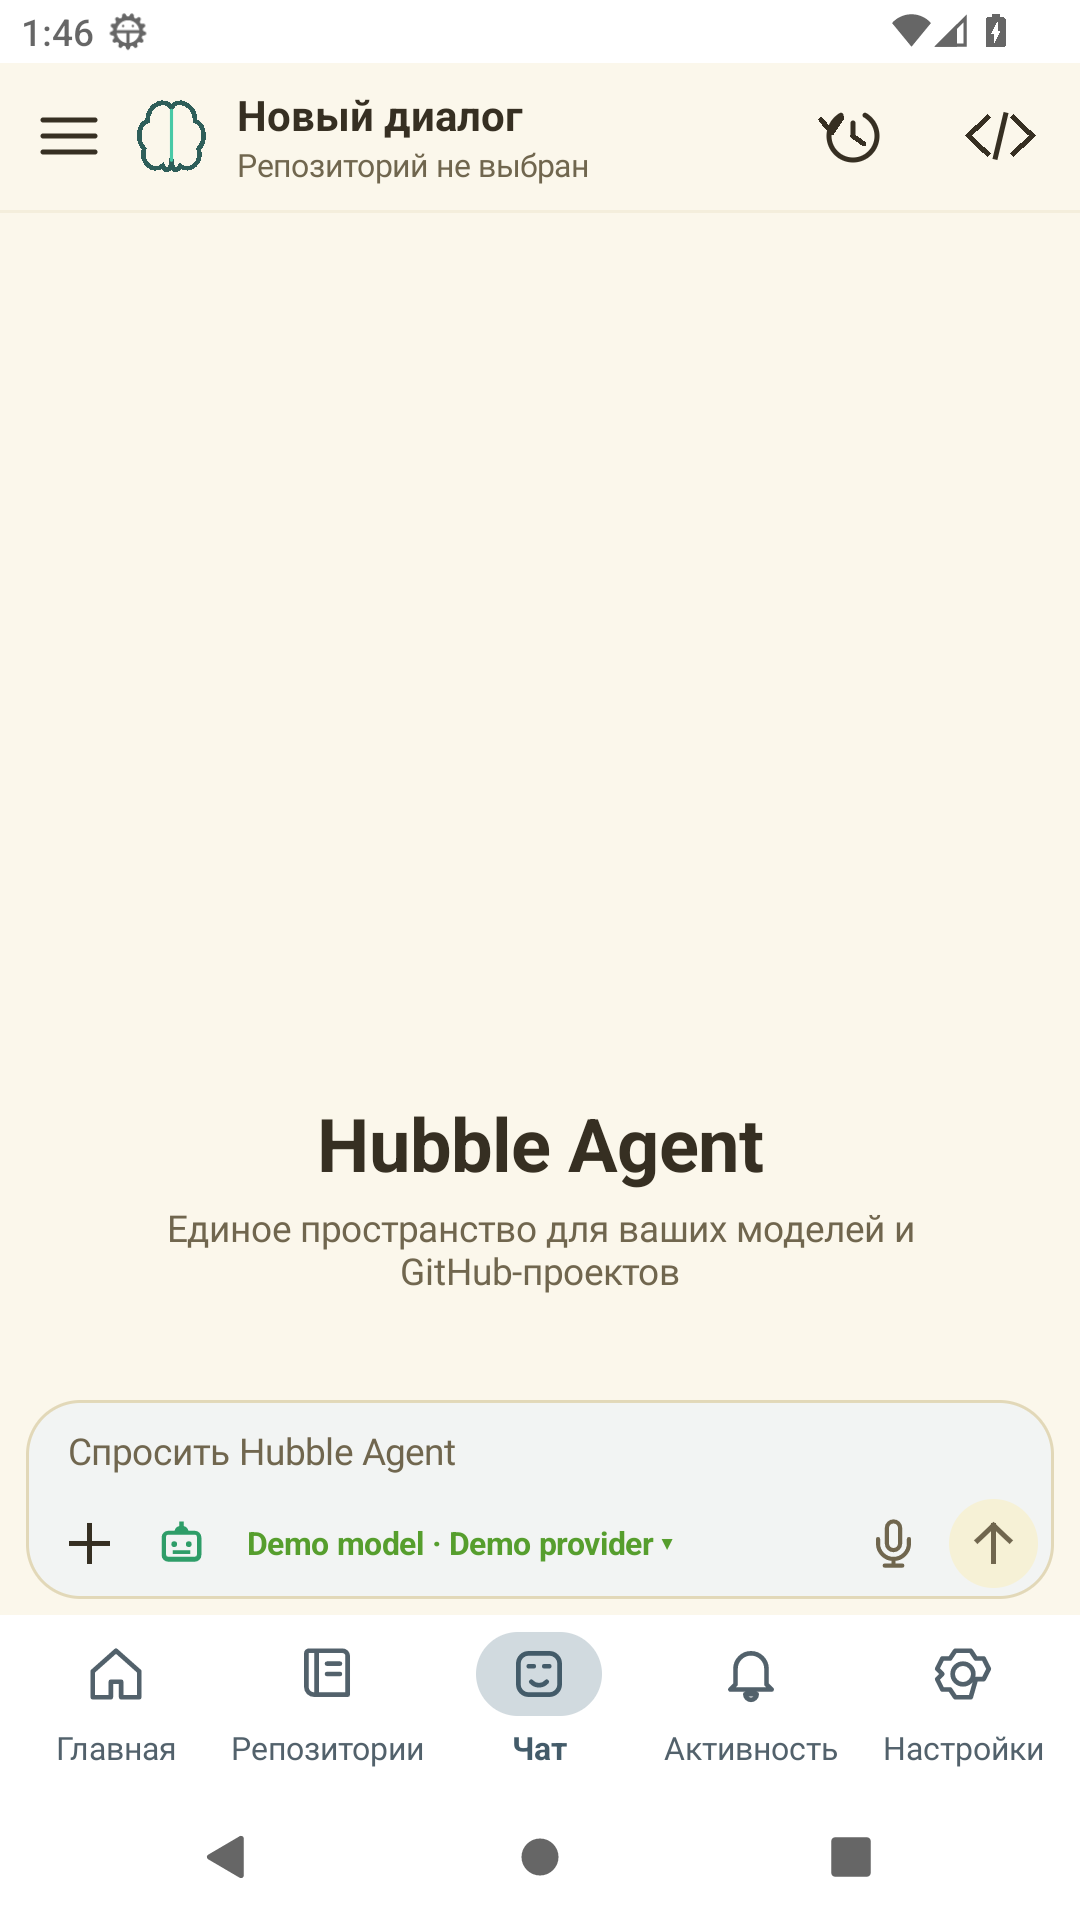 1:46
Новый диалог
Репозиторий не выбран
Hubble Agent
Единое пространство для ваших моделей и
GitHub-проектов
Спросить Hubble Agent
Demo model · Demo provider ▾
Главная
Репозитории
Чат
Активность
Настройки